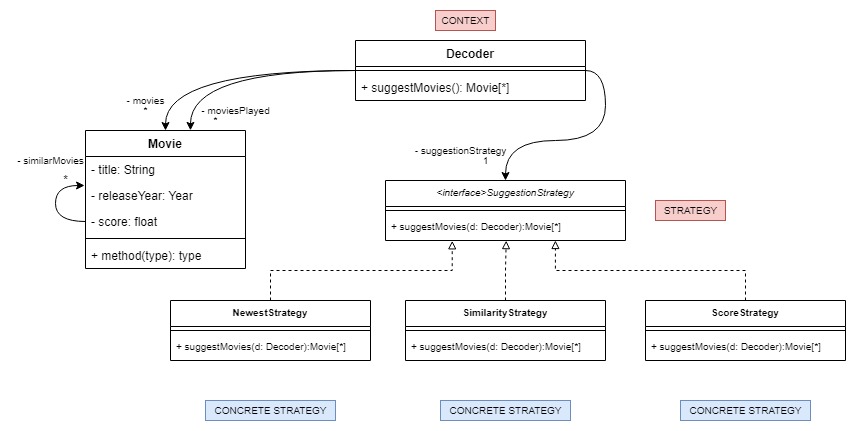 CONTEXT
Decoder
+ suggestMovies(): Movie[*]
- movies
*
- moviesPlayed
*
Movie
- title: String
- releaseYear: Year
- score: float
+ method(type): type
- similarMovies
*
- suggestionStrategy
1
<interface>SuggestionStrategy
+ suggestMovies(d: Decoder):Movie[*]
STRATEGY
NewestStrategy
+ suggestMovies(d: Decoder):Movie[*]
SimilarityStrategy
+ suggestMovies(d: Decoder):Movie[*]
ScoreStrategy
+ suggestMovies(d: Decoder):Movie[*]
CONCRETE STRATEGY
CONCRETE STRATEGY
CONCRETE STRATEGY